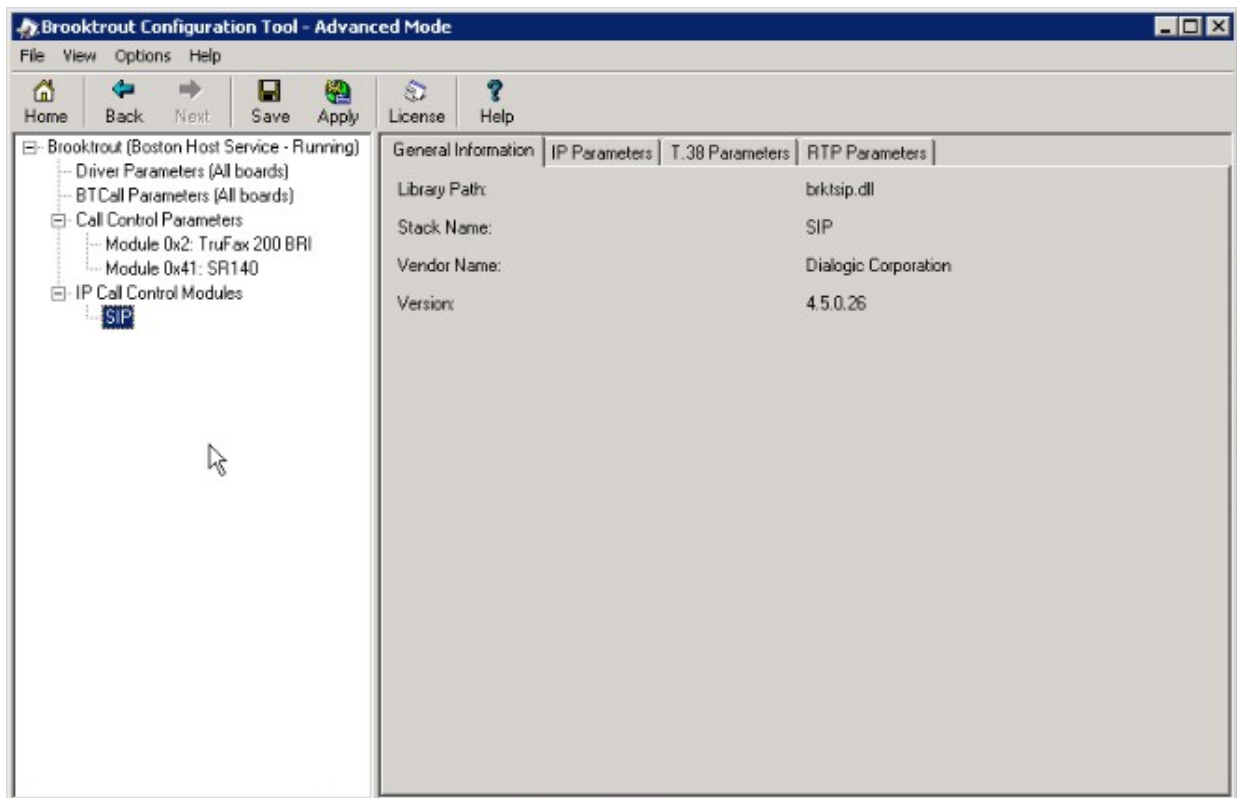 Brooktrout Configuration Tool - Advanced Mode
File View Options Help
Home Back Next Save Apply License Help
Brooktrout (Boston Host Service - Running)
Driver Parameters (All boards)
BTCall Parameters (All boards)
Call Control Parameters
Module 0x2: TruFax 200 BRI
Module 0x41: SR140
IP Call Control Modules
SIP
General Information IP Parameters T.38 Parameters RTP Parameters
Library Path: brktsip.dll
Stack Name: SIP
Vendor Name: Dialogic Corporation
Version: 4.5.0.26